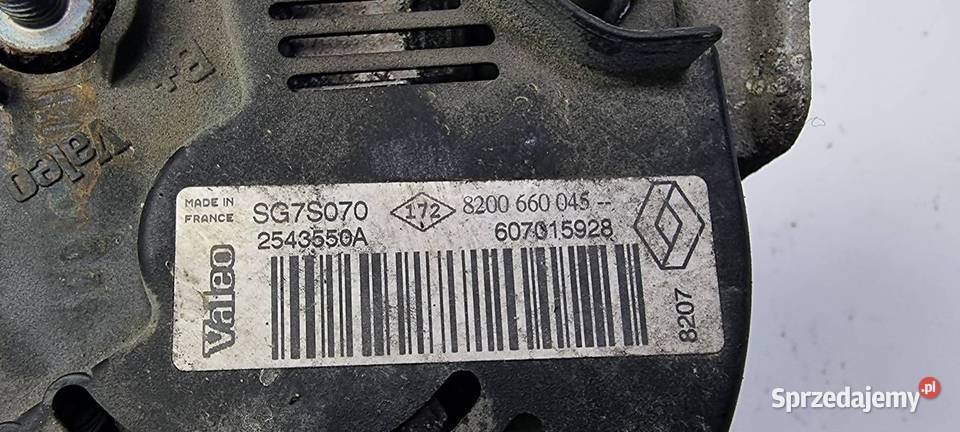 B+
Valeo
MADE IN
FRANCE
SG7S070
172
8200 660 045 --
2543550A
607015928
Valeo
8207
Sprzedajemy.pl